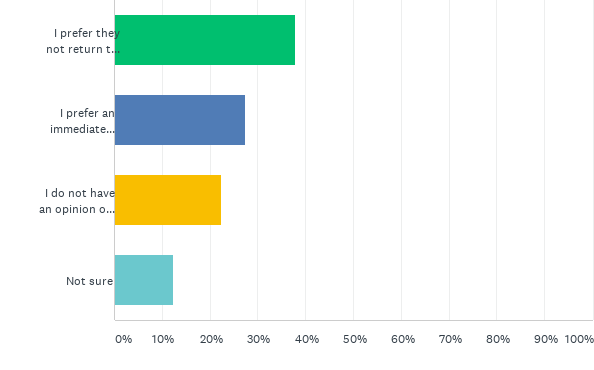 I prefer they
not return t...
I prefer an
immediate...
I do not have
an opinion o...
Not sure
0% 10% 20% 30% 40% 50% 60% 70% 80% 90% 100%